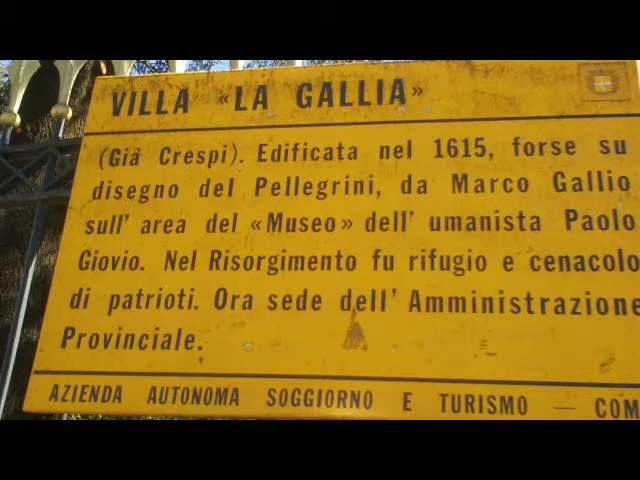 VILLA «LA GALLIA»
(Già Crespi). Edificata nel 1615, forse su
disegno del Pellegrini, da Marco Gallio
sull' area del «Museo» dell' umanista Paolo
Giovio. Nel Risorgimento fu rifugio e cenacolo
di patrioti. Ora sede dell' Amministrazione
Provinciale.
AZIENDA AUTONOMA SOGGIORNO E TURISMO — COM